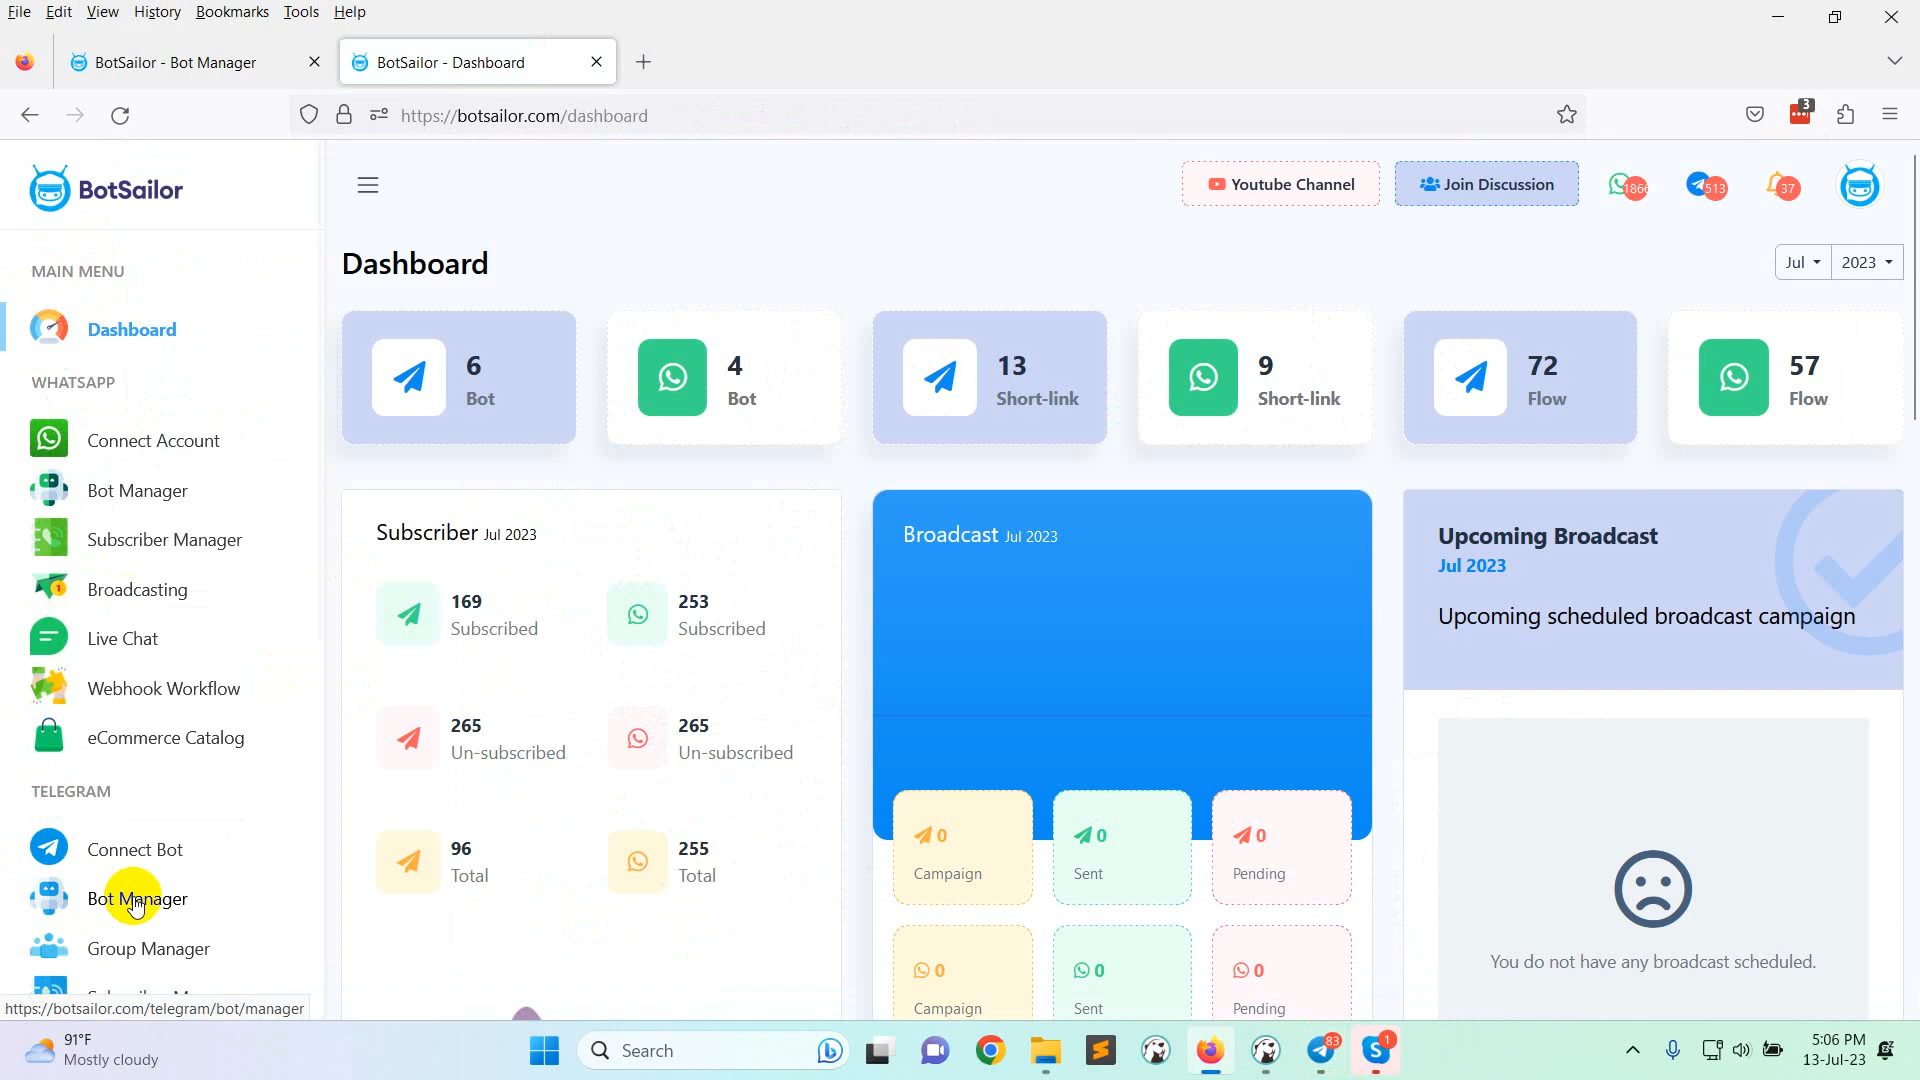 File Edit View History Bookmarks Tools Help
BotSailor - Bot Manager
BotSailor - Dashboard
https://botsailor.com/dashboard
3
BotSailor
Youtube Channel
Join Discussion
1866
513
37
MAIN MENU
Dashboard
WHATSAPP
Connect Account
Bot Manager
Subscriber Manager
Broadcasting
Live Chat
Webhook Workflow
eCommerce Catalog
TELEGRAM
Connect Bot
Bot Manager
Group Manager
https://botsailor.com/telegram/bot/manager
Dashboard
Jul
2023
6
Bot
4
Bot
13
Short-link
9
Short-link
72
Flow
57
Flow
Subscriber Jul 2023
169
Subscribed
253
Subscribed
265
Un-subscribed
265
Un-subscribed
96
Total
255
Total
Broadcast Jul 2023
0
Campaign
0
Sent
0
Pending
0
Campaign
0
Sent
0
Pending
Upcoming Broadcast
Jul 2023
Upcoming scheduled broadcast campaign
You do not have any broadcast scheduled.
91°F
Mostly cloudy
Search
83
1
5:06 PM
13-Jul-23